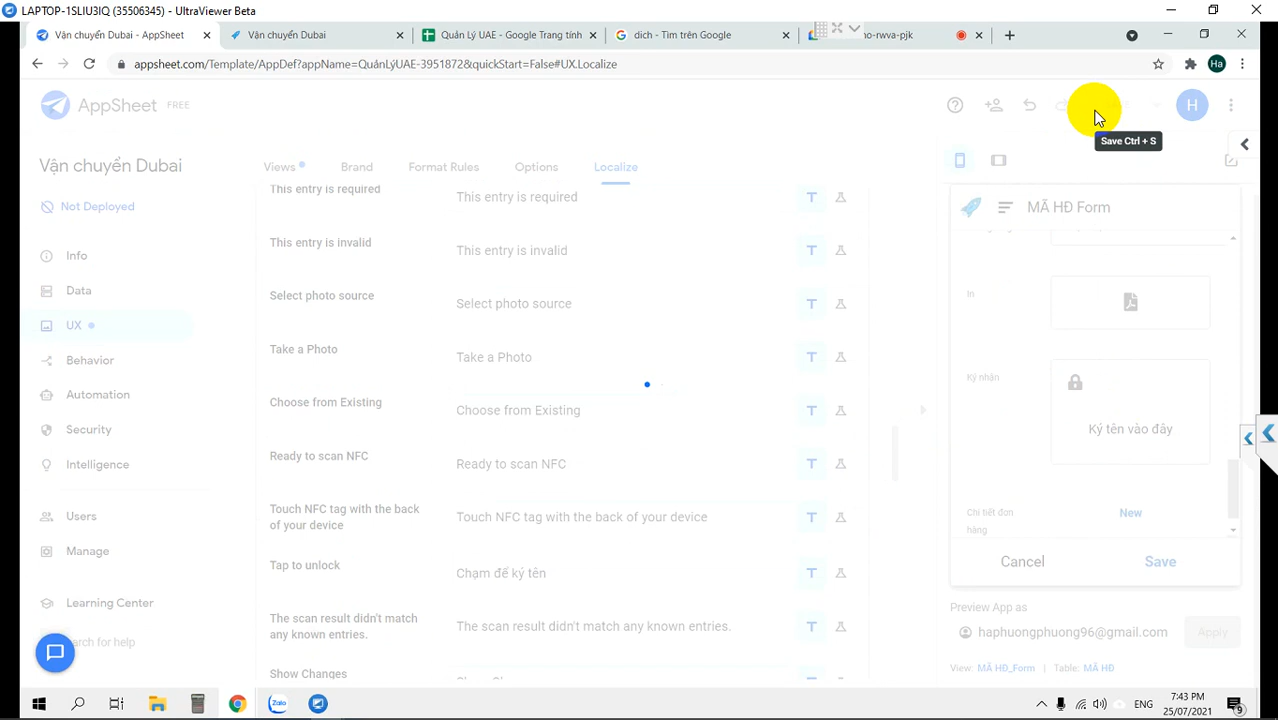 LAPTOP-1SLIU3IQ (35506345) - UltraViewer Beta
Vận chuyển Dubai - AppSheet
Vận chuyển Dubai
Quản Lý UAE - Google Trang tính
dich - Tìm trên Google
no-rwva-pjk
appsheet.com/Template/AppDef?appName=QuảnLýUAE-3951872&quickStart=False#UX.Localize
Ha
AppSheet FREE
H
Save Ctrl + S
Vận chuyển Dubai
Not Deployed
Info
Data
UX
Behavior
Automation
Security
Intelligence
Users
Manage
Learning Center
earch for help
Views
Brand
Format Rules
Options
Localize
This entry is required
This entry is required
This entry is invalid
This entry is invalid
Select photo source
Select photo source
Take a Photo
Take a Photo
Choose from Existing
Choose from Existing
Ready to scan NFC
Ready to scan NFC
Touch NFC tag with the back of your device
Touch NFC tag with the back
of your device
Tap to unlock
Chạm để ký tên
The scan result didn't match
any known entries.
The scan result didn't match any known entries.
Show Changes
MÃ HĐ Form
In
Ký nhận
Ký tên vào đây
Chi tiết đơn
hàng
New
Cancel
Save
Preview App as
haphuongphuong96@gmail.com
Apply
View: MÃ HĐ_Form | Table: MÃ HĐ
ENG
7:43 PM
25/07/2021
9